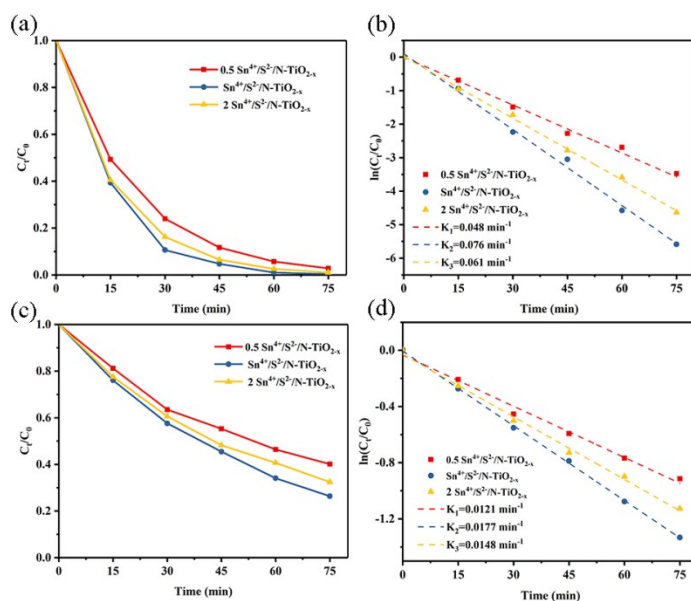 (a)
1.0
0.8
0.6
0.4
0.2
0.0
Cₜ/C₀
0 15 30 45 60 75
Time (min)
0.5 Sn⁴⁺/S²⁻/N-TiO₂₋ₓ
Sn⁴⁺/S²⁻/N-TiO₂₋ₓ
2 Sn⁴⁺/S²⁻/N-TiO₂₋ₓ
(b)
0
-1
-2
-3
-4
-5
-6
ln(Cₜ/C₀)
0 15 30 45 60 75
Time (min)
0.5 Sn⁴⁺/S²⁻/N-TiO₂₋ₓ
Sn⁴⁺/S²⁻/N-TiO₂₋ₓ
2 Sn⁴⁺/S²⁻/N-TiO₂₋ₓ
K₁=0.048 min⁻¹
K₂=0.076 min⁻¹
K₃=0.061 min⁻¹
(c)
1.0
0.8
0.6
0.4
0.2
0.0
Cₜ/C₀
0 15 30 45 60 75
Time (min)
0.5 Sn⁴⁺/S²⁻/N-TiO₂₋ₓ
Sn⁴⁺/S²⁻/N-TiO₂₋ₓ
2 Sn⁴⁺/S²⁻/N-TiO₂₋ₓ
(d)
0.0
-0.4
-0.8
-1.2
ln(Cₜ/C₀)
0 15 30 45 60 75
Time (min)
0.5 Sn⁴⁺/S²⁻/N-TiO₂₋ₓ
Sn⁴⁺/S²⁻/N-TiO₂₋ₓ
2 Sn⁴⁺/S²⁻/N-TiO₂₋ₓ
K₁=0.0121 min⁻¹
K₂=0.0177 min⁻¹
K₃=0.0148 min⁻¹